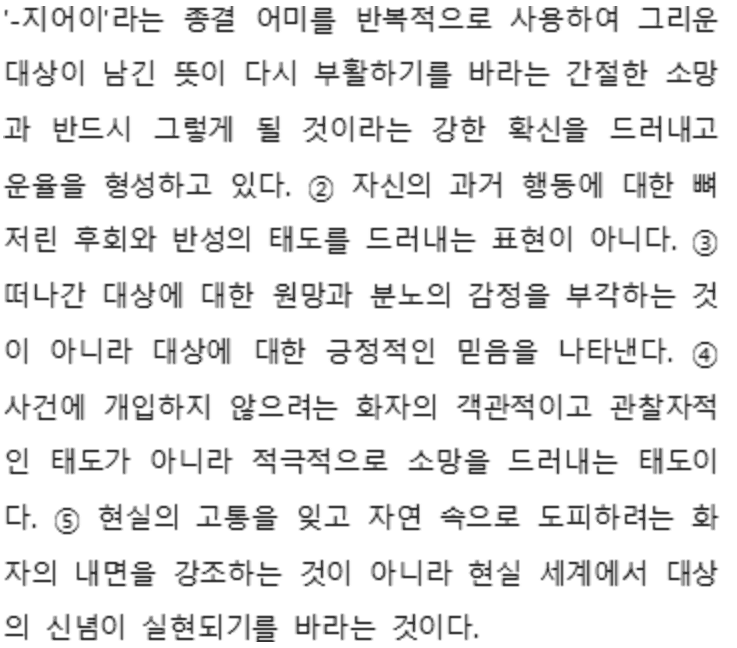 '-지어이'라는 종결 어미를 반복적으로 사용하여 그리운
대상이 남긴 뜻이 다시 부활하기를 바라는 간절한 소망
과 반드시 그렇게 될 것이라는 강한 확신을 드러내고
운율을 형성하고 있다. ② 자신의 과거 행동에 대한 뼈
저린 후회와 반성의 태도를 드러내는 표현이 아니다. ③
떠나간 대상에 대한 원망과 분노의 감정을 부각하는 것
이 아니라 대상에 대한 긍정적인 믿음을 나타낸다. ④
사건에 개입하지 않으려는 화자의 객관적이고 관찰자적
인 태도가 아니라 적극적으로 소망을 드러내는 태도이
다. ⑤ 현실의 고통을 잊고 자연 속으로 도피하려는 화
자의 내면을 강조하는 것이 아니라 현실 세계에서 대상
의 신념이 실현되기를 바라는 것이다.